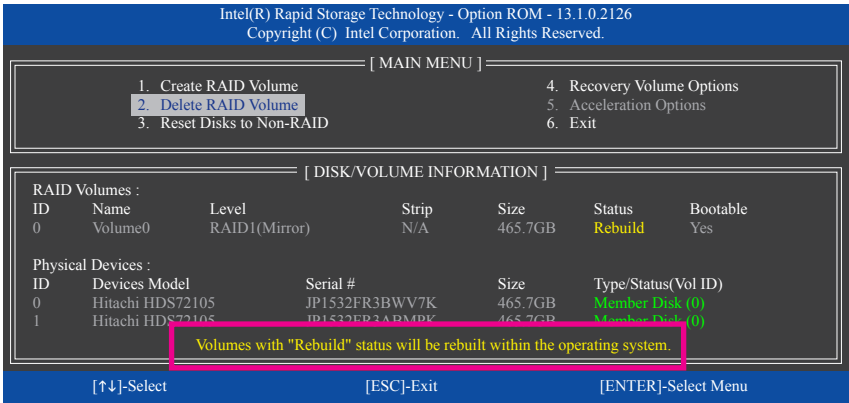 Intel(R) Rapid Storage Technology - Option ROM - 13.1.0.2126
Copyright (C) Intel Corporation. All Rights Reserved.
[ MAIN MENU ]
1. Create RAID Volume
2. Delete RAID Volume
3. Reset Disks to Non-RAID
4. Recovery Volume Options
5. Acceleration Options
6. Exit
[ DISK/VOLUME INFORMATION ]
RAID Volumes :
ID Name Level Strip Size Status Bootable
0 Volume0 RAID1(Mirror) N/A 465.7GB Rebuild Yes
Physical Devices :
ID Devices Model Serial # Size Type/Status(Vol ID)
0 Hitachi HDS72105 JP1532FR3BWV7K 465.7GB Member Disk (0)
1 Hitachi HDS72105 JP1532FR3ABMRK 465.7GB Member Disk (0)
Volumes with "Rebuild" status will be rebuilt within the operating system.
[↑↓]-Select [ESC]-Exit [ENTER]-Select Menu